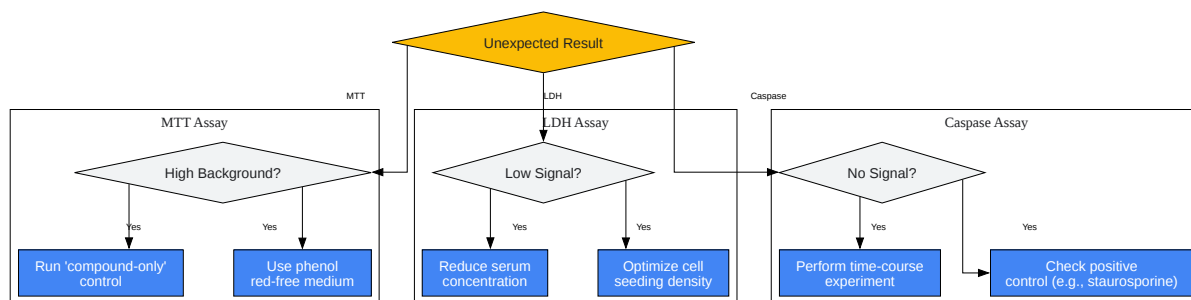 Unexpected Result
MTT
LDH
Caspase
MTT Assay
LDH Assay
Caspase Assay
High Background?
Low Signal?
No Signal?
Yes
Yes
Yes
Yes
Yes
Yes
Run 'compound-only'
control
Use phenol
red-free medium
Reduce serum
concentration
Optimize cell
seeding density
Perform time-course
experiment
Check positive
control (e.g., staurosporine)